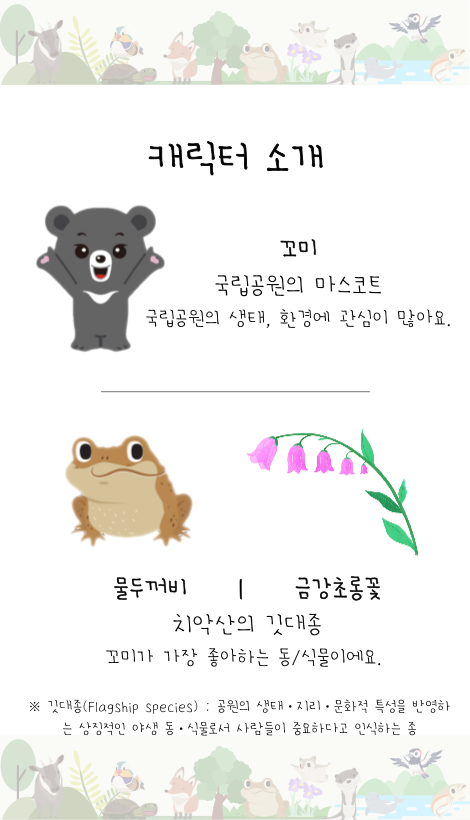 캐릭터 소개
꼬미
국립공원의 마스코트
국립공원의 생태, 환경에 관심이 많아요.
물두꺼비 | 금강초롱꽃
치악산의 깃대종
꼬미가 가장 좋아하는 동/식물이에요.
※ 깃대종(Flagship species) : 공원의 생태·지리·문화적 특성을 반영하
는 상징적인 야생 동·식물로서 사람들이 중요하다고 인식하는 종